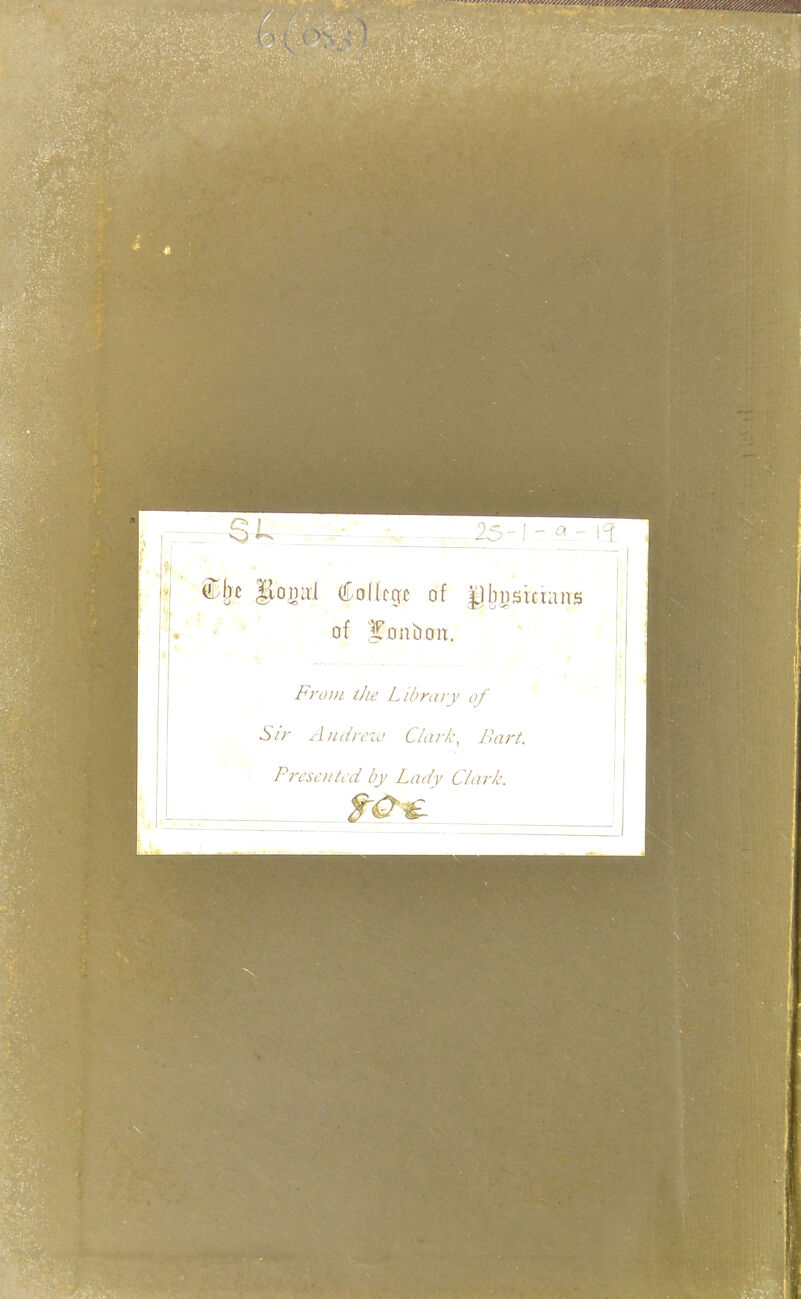 6(083)
SL 25-1-a-19
The Royal College of Physicians
of London.
From the Library of
Sir Andrew Clark, Bart.
Presented by Lady Clark.